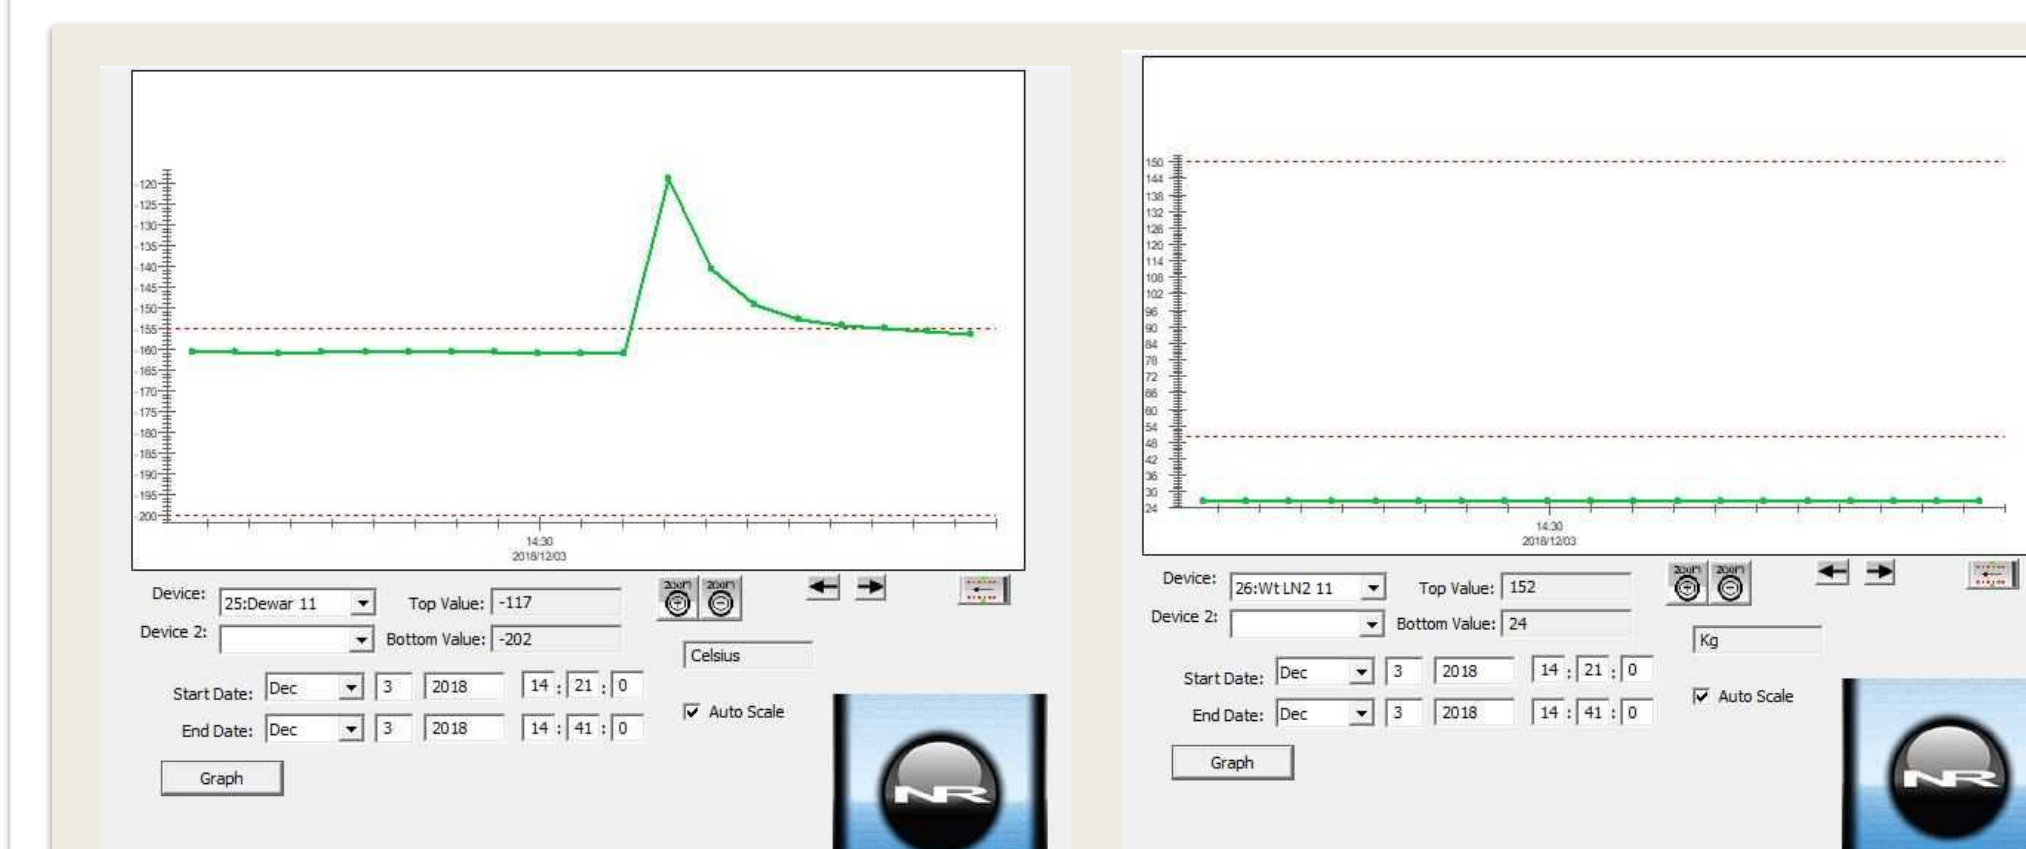 -120
-125
-130
-135
-140
-145
-150
-155
-160
-165
-170
-175
-180
-185
-190
-195
-200
14:30
2018/12/03
Device: 25:Dewar 11 Top Value: -117
Device 2: Bottom Value: -202
zoom zoom
Celsius
Start Date: Dec 3 2018 14 : 21 : 0
End Date: Dec 3 2018 14 : 41 : 0
Auto Scale
Graph
NR
150
144
138
132
126
120
114
108
102
96
90
84
78
72
66
60
54
48
42
36
30
24
14:30
2018/12/03
Device: 26:Wt LN2 11 Top Value: 152
Device 2: Bottom Value: 24
zoom zoom
Kg
Start Date: Dec 3 2018 14 : 21 : 0
End Date: Dec 3 2018 14 : 41 : 0
Auto Scale
Graph
NR